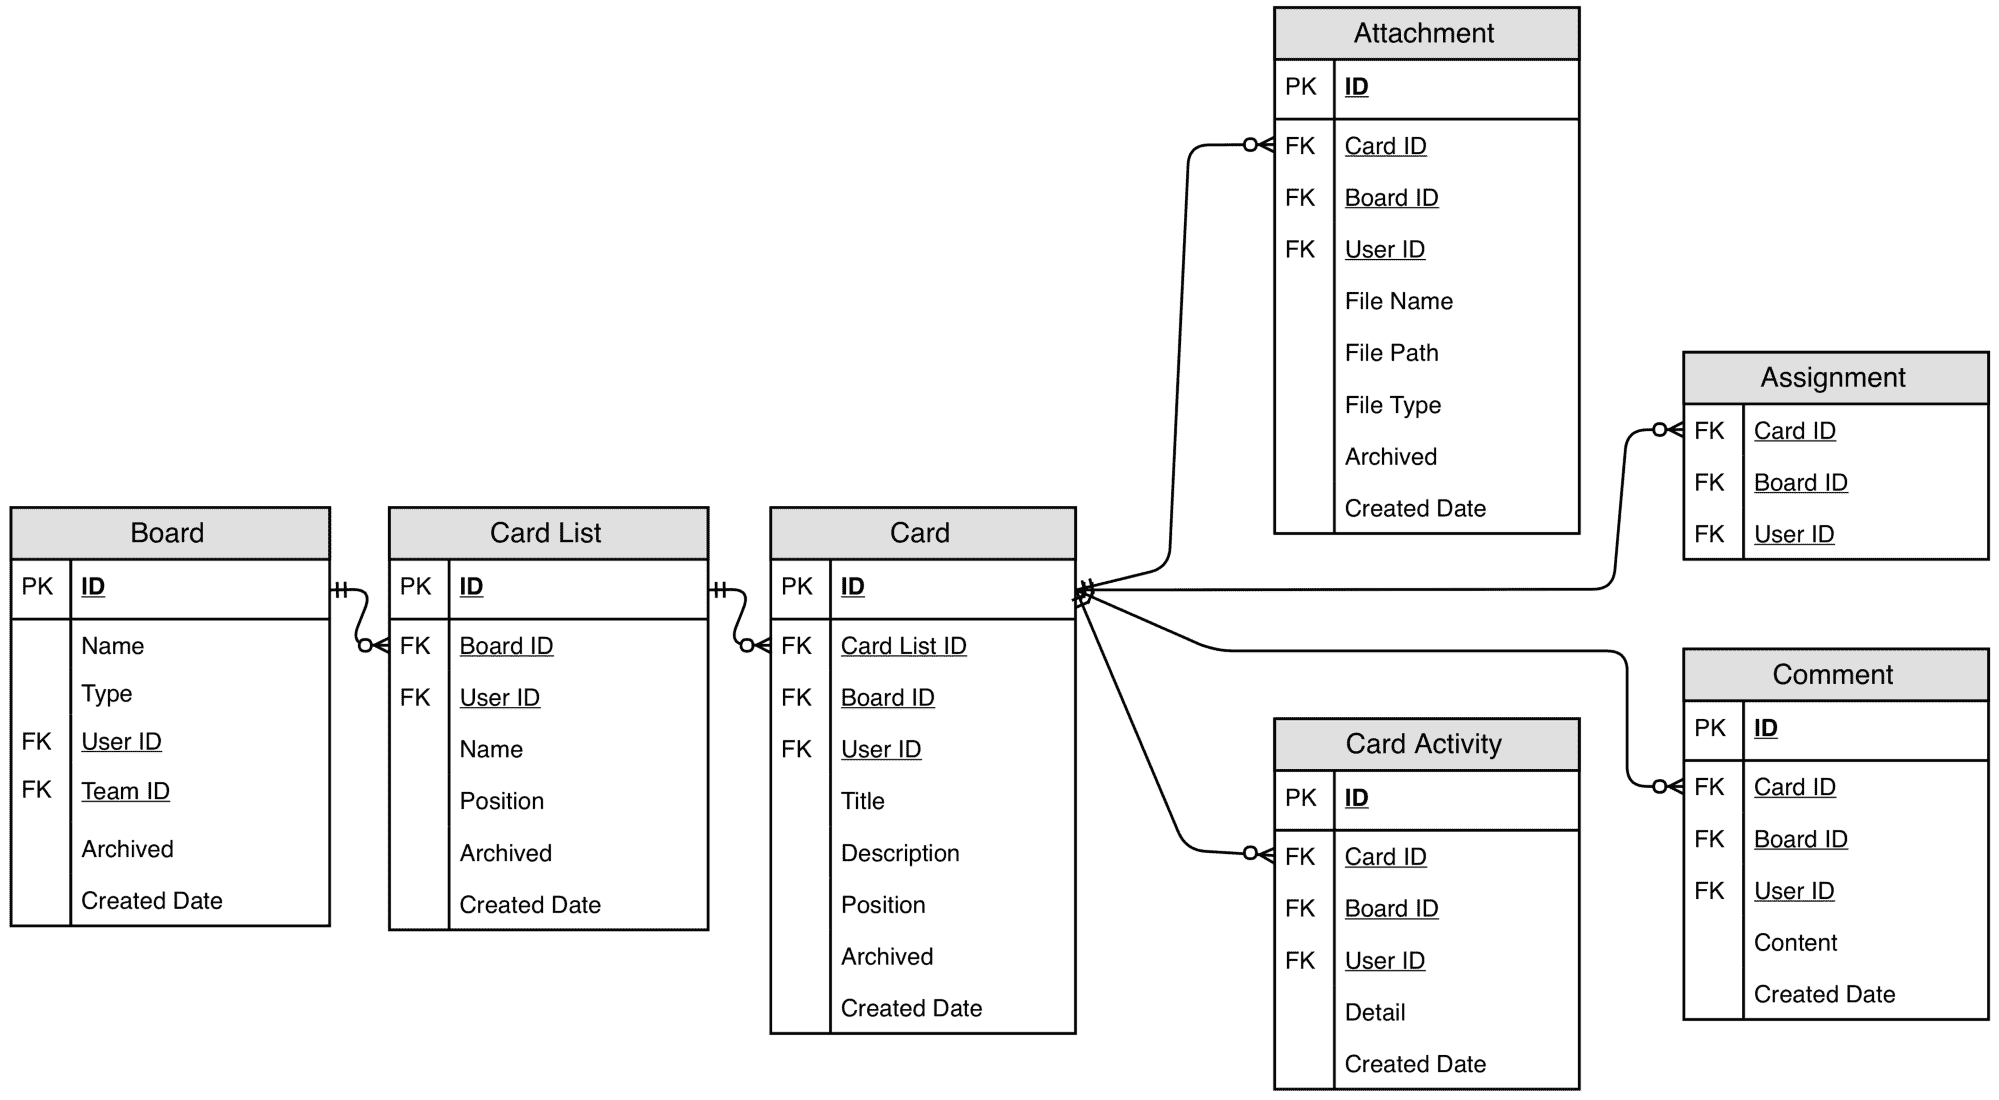 Board
PK ID
Name
Type
FK User ID
FK Team ID
Archived
Created Date
Card List
PK ID
FK Board ID
FK User ID
Name
Position
Archived
Created Date
Card
PK ID
FK Card List ID
FK Board ID
FK User ID
Title
Description
Position
Archived
Created Date
Attachment
PK ID
FK Card ID
FK Board ID
FK User ID
File Name
File Path
File Type
Archived
Created Date
Card Activity
PK ID
FK Card ID
FK Board ID
FK User ID
Detail
Created Date
Assignment
FK Card ID
FK Board ID
FK User ID
Comment
PK ID
FK Card ID
FK Board ID
FK User ID
Content
Created Date